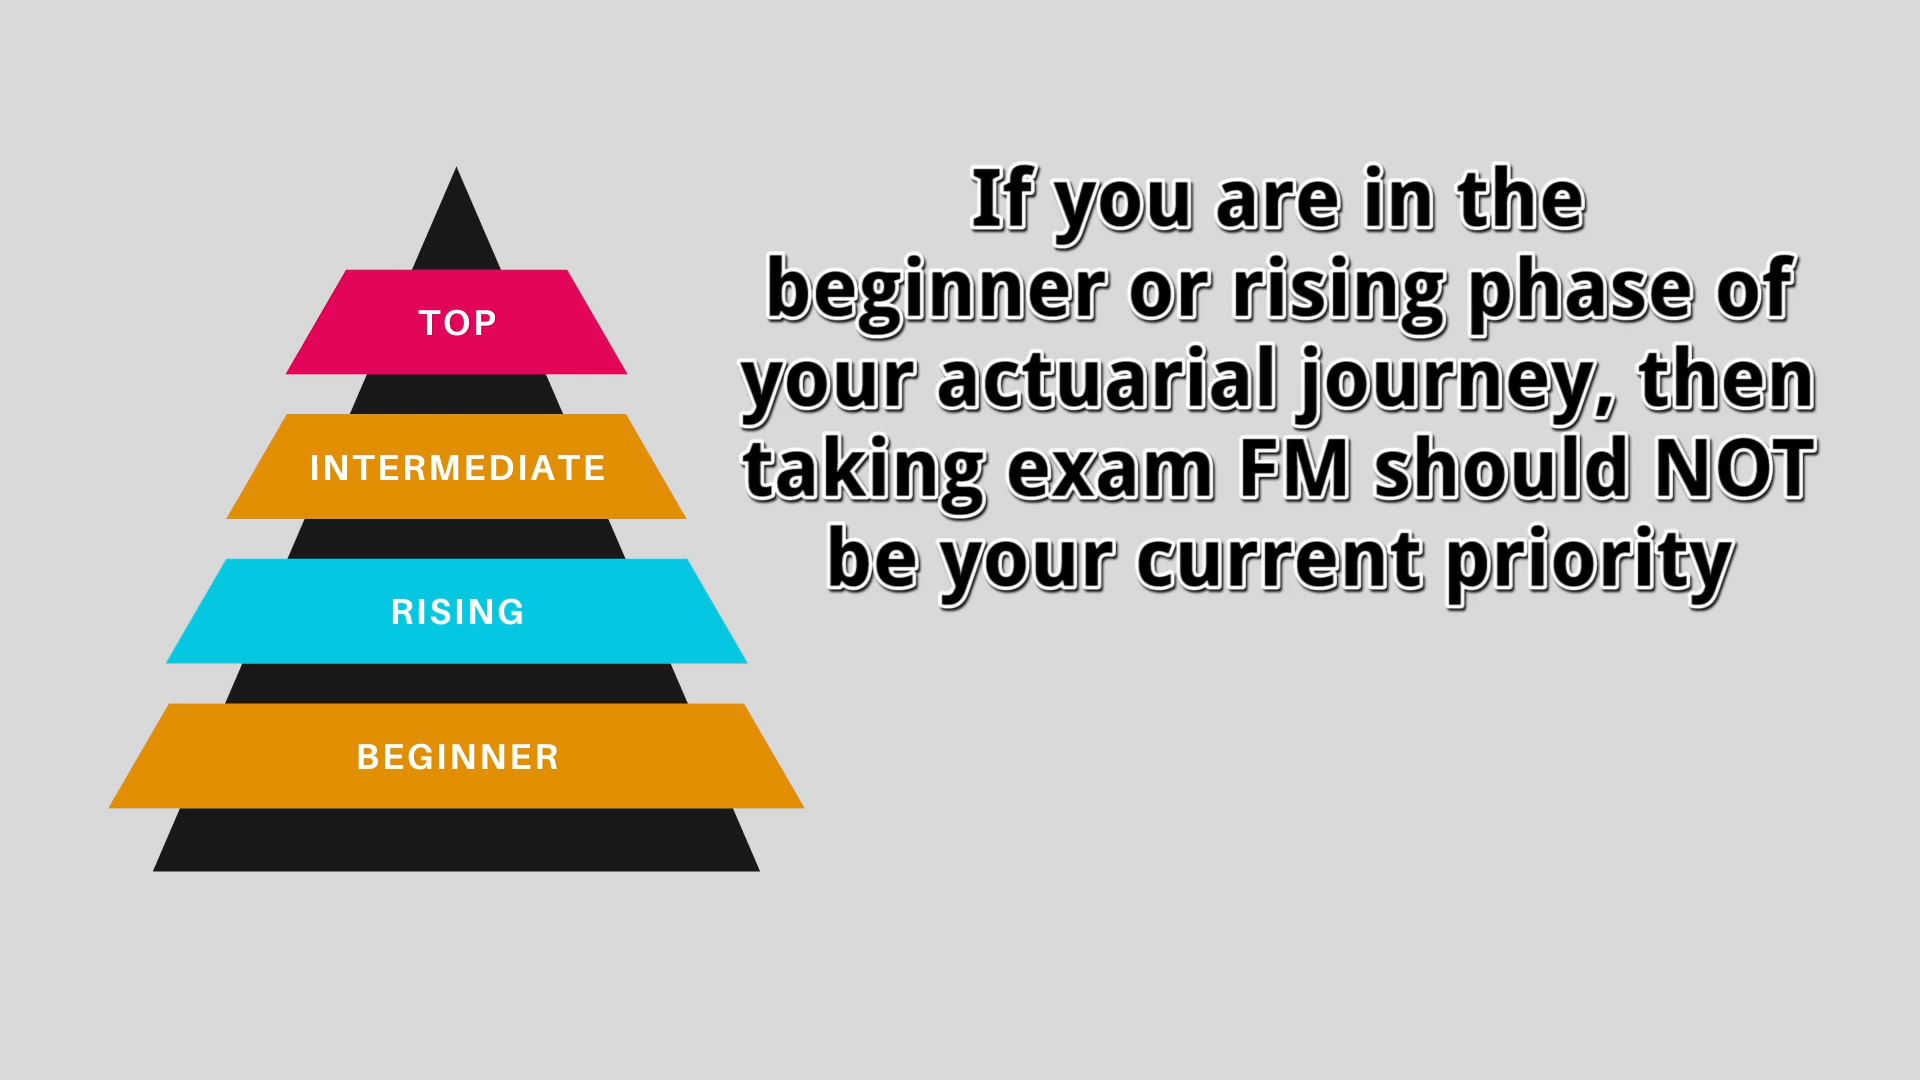 TOP
INTERMEDIATE
RISING
BEGINNER
If you are in the
beginner or rising phase of
your actuarial journey, then
taking exam FM should NOT
be your current priority